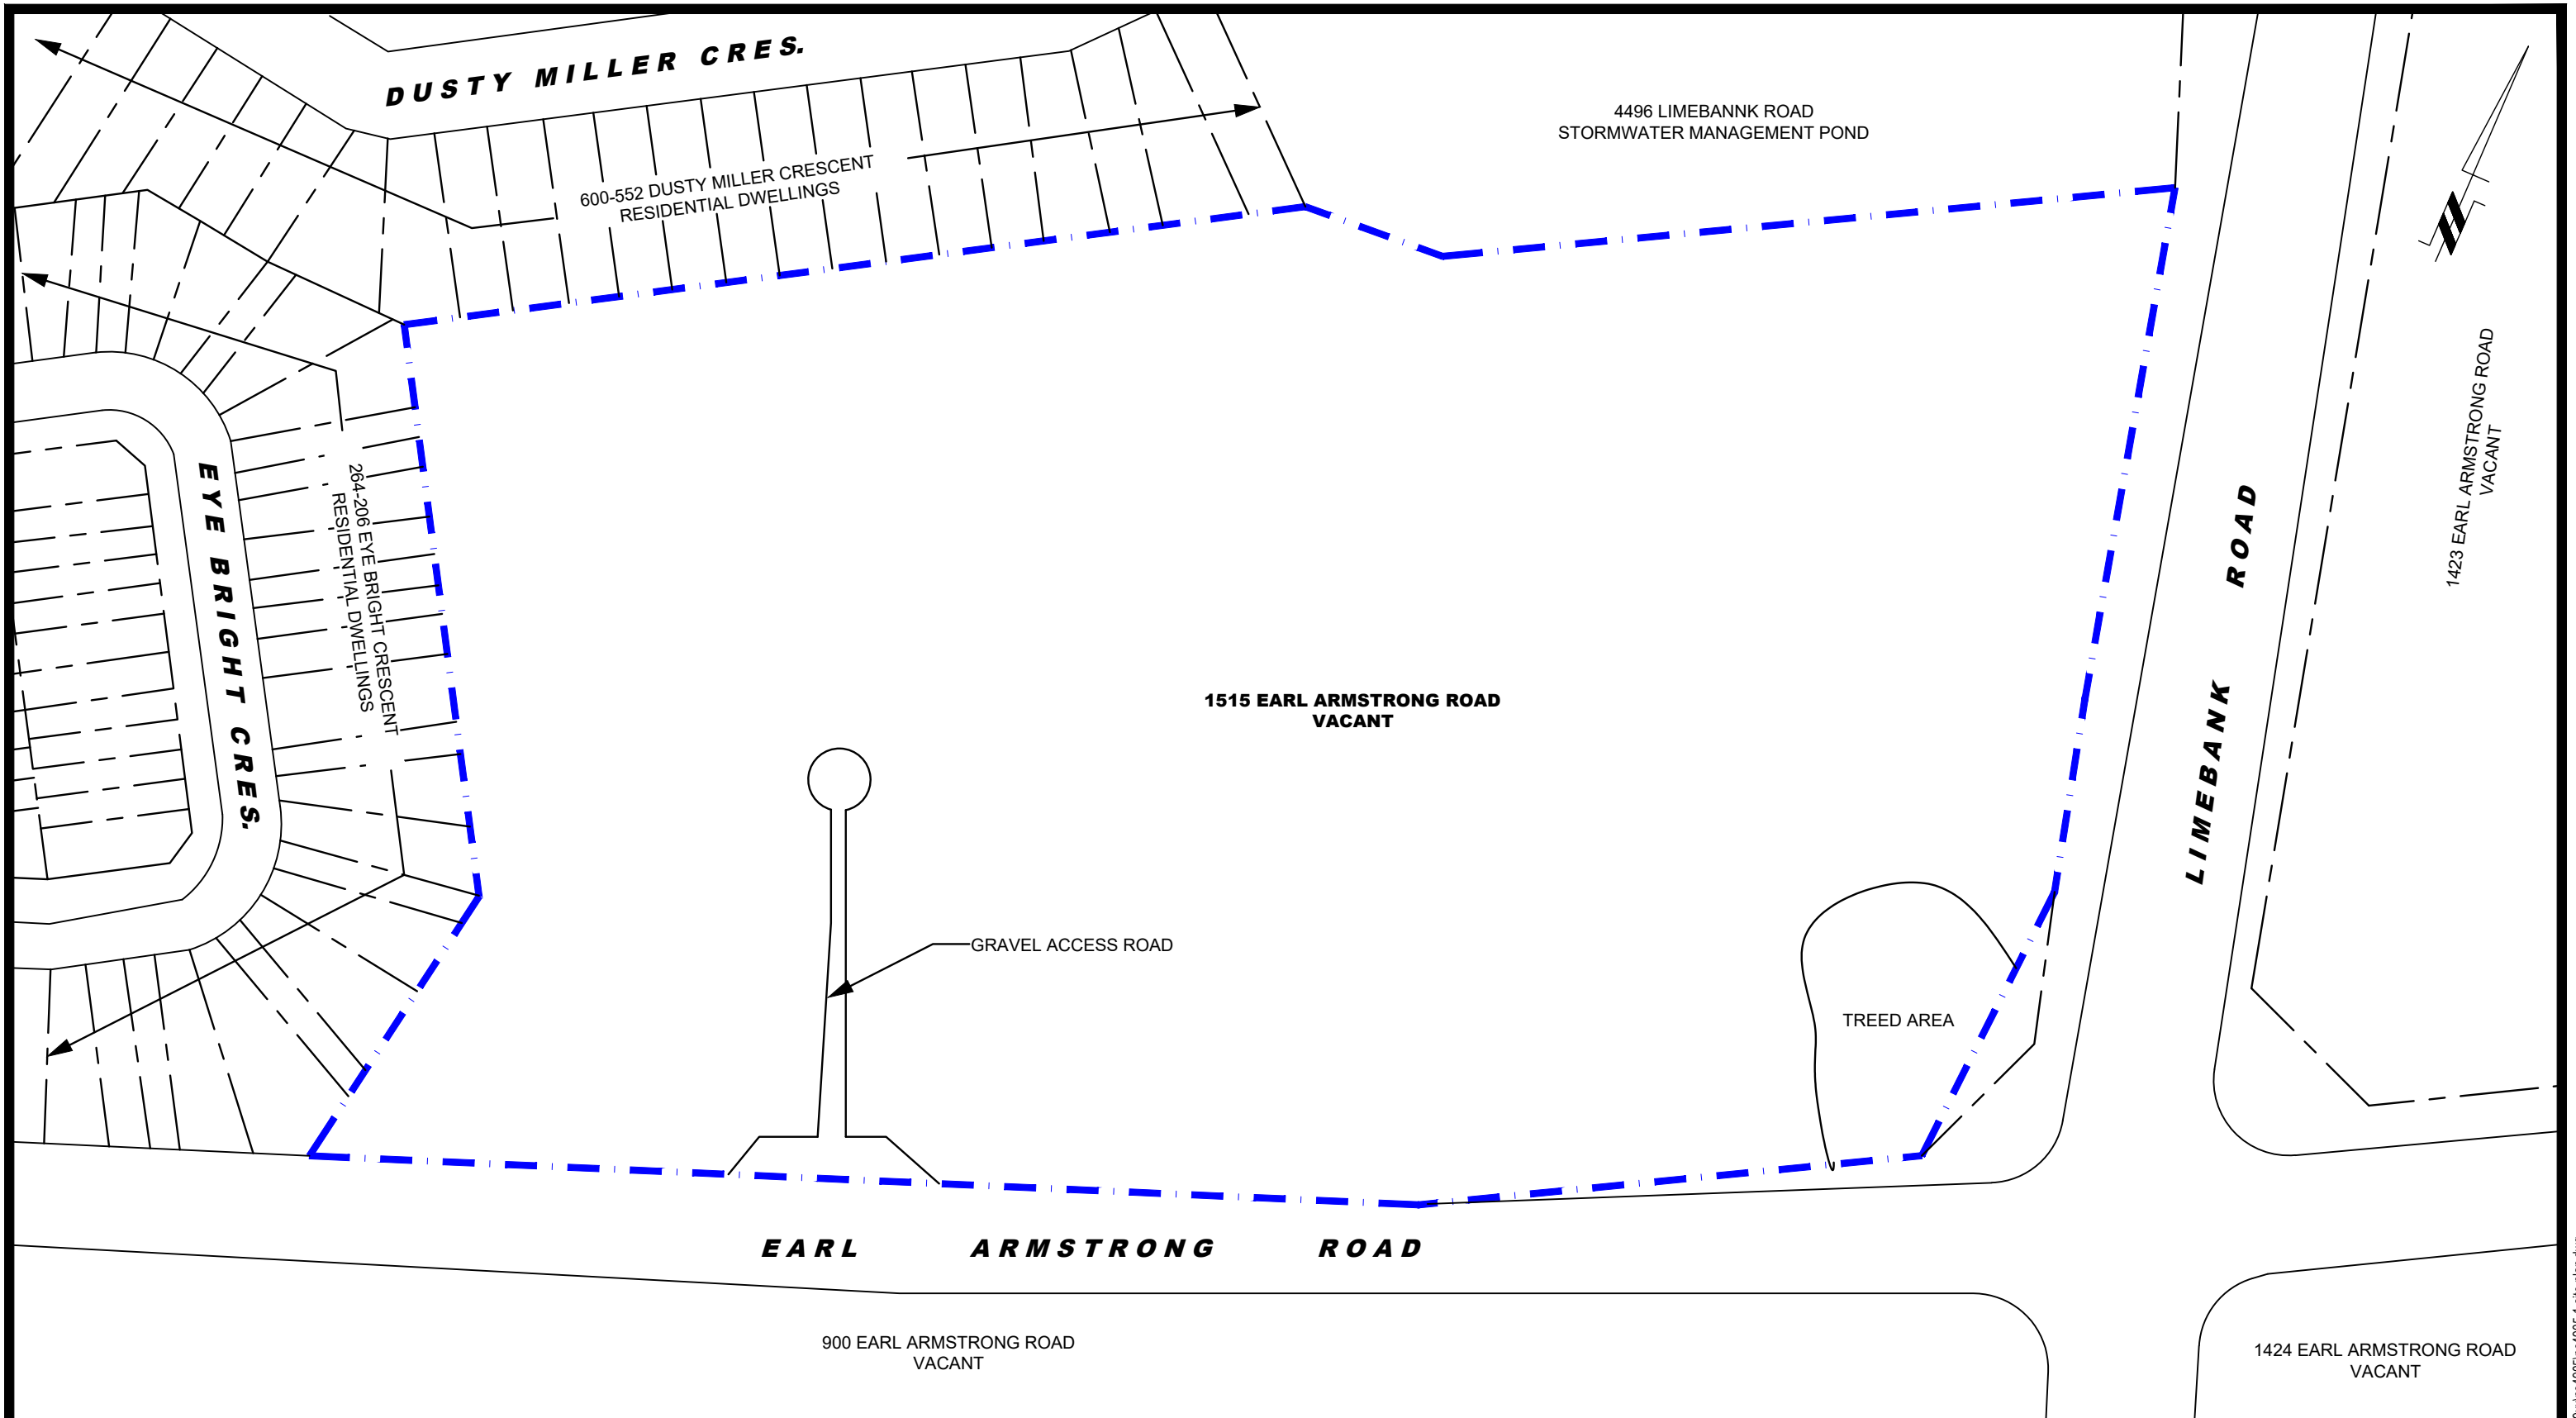 DUSTY MILLER CRES.
4496 LIMEBANNK ROAD
STORMWATER MANAGEMENT POND
600-552 DUSTY MILLER CRESCENT
RESIDENTIAL DWELLINGS
1423 EARL ARMSTRONG ROAD
VACANT
EYE BRIGHT CRES.
264-206 EYE BRIGHT CRESCENT
RESIDENTIAL DWELLINGS
LIMEBANK ROAD
1515 EARL ARMSTRONG ROAD
VACANT
GRAVEL ACCESS ROAD
TREED AREA
EARL ARMSTRONG ROAD
900 EARL ARMSTRONG ROAD
VACANT
1424 EARL ARMSTRONG ROAD
VACANT